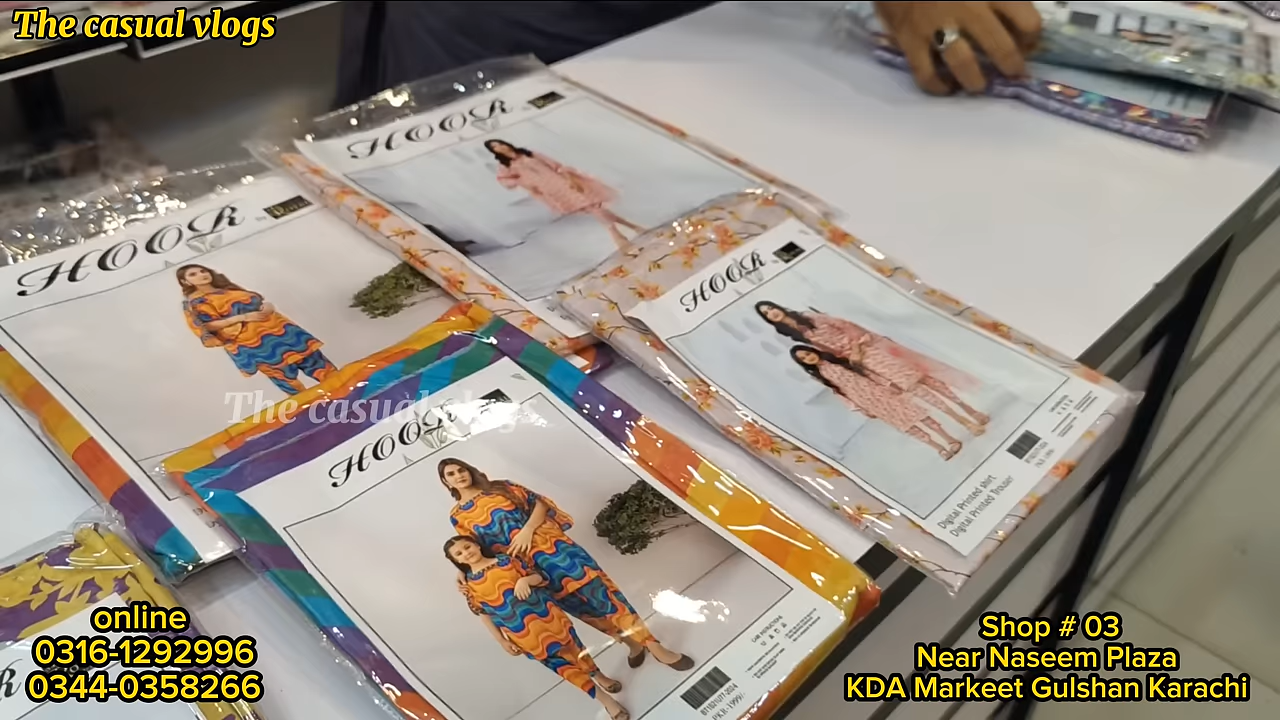 The casual vlogs
HOOR
HOOR
HOOR
The casual vlogs
HOOR
Digital Printed shirt
Digital Printed Trouser
online
0316-1292996
0344-0358266
Shop # 03
Near Naseem Plaza
KDA Markeet Gulshan Karachi